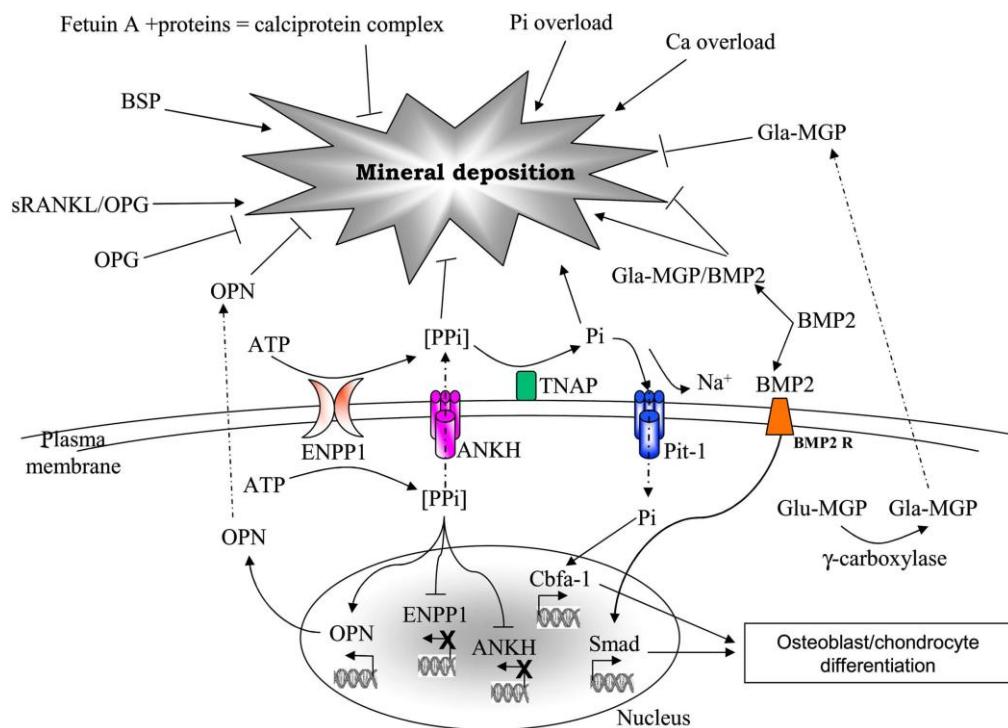 Fetuin A +proteins = calciprotein complex
Pi overload
Ca overload
BSP
Gla-MGP
Mineral deposition
sRANKL/OPG
OPG
OPN
Gla-MGP/BMP2
BMP2
ATP
[PPi]
Pi
TNAP
Na⁺
BMP2
Plasma
membrane
ENPP1
ANKH
Pit-1
BMP2 R
ATP
[PPi]
Pi
Glu-MGP
Gla-MGP
γ-carboxylase
OPN
Cbfa-1
ENPP1
X
OPN
ANKH
X
Smad
Osteoblast/chondrocyte
differentiation
Nucleus